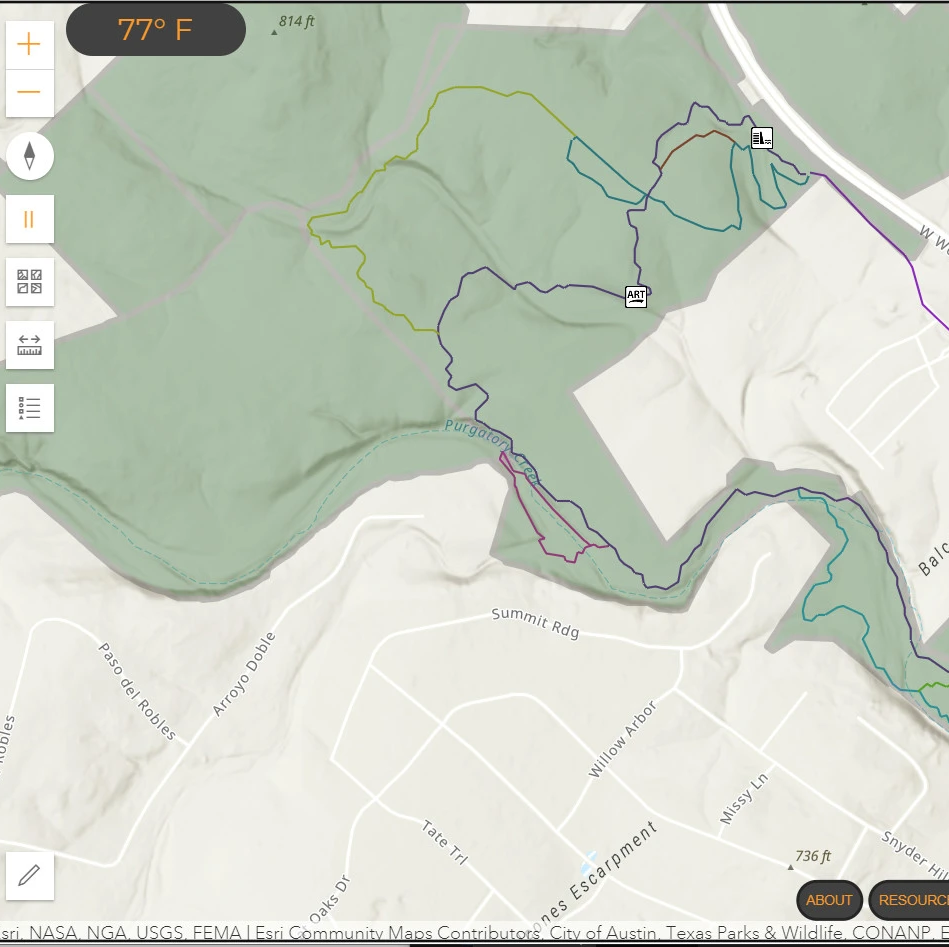 77° F
814 ft
W Wo
ART
Purgatory Creek
Balc
Summit Rdg
Paso del Robles
Arroyo Doble
Robles
Willow Arbor
Missy Ln
Tate Trl
736 ft
Snyder Hil
ones Escarpment
Oaks Dr
ABOUT
RESOURC
sri, NASA, NGA, USGS, FEMA | Esri Community Maps Contributors, City of Austin, Texas Parks & Wildlife, CONANP, E